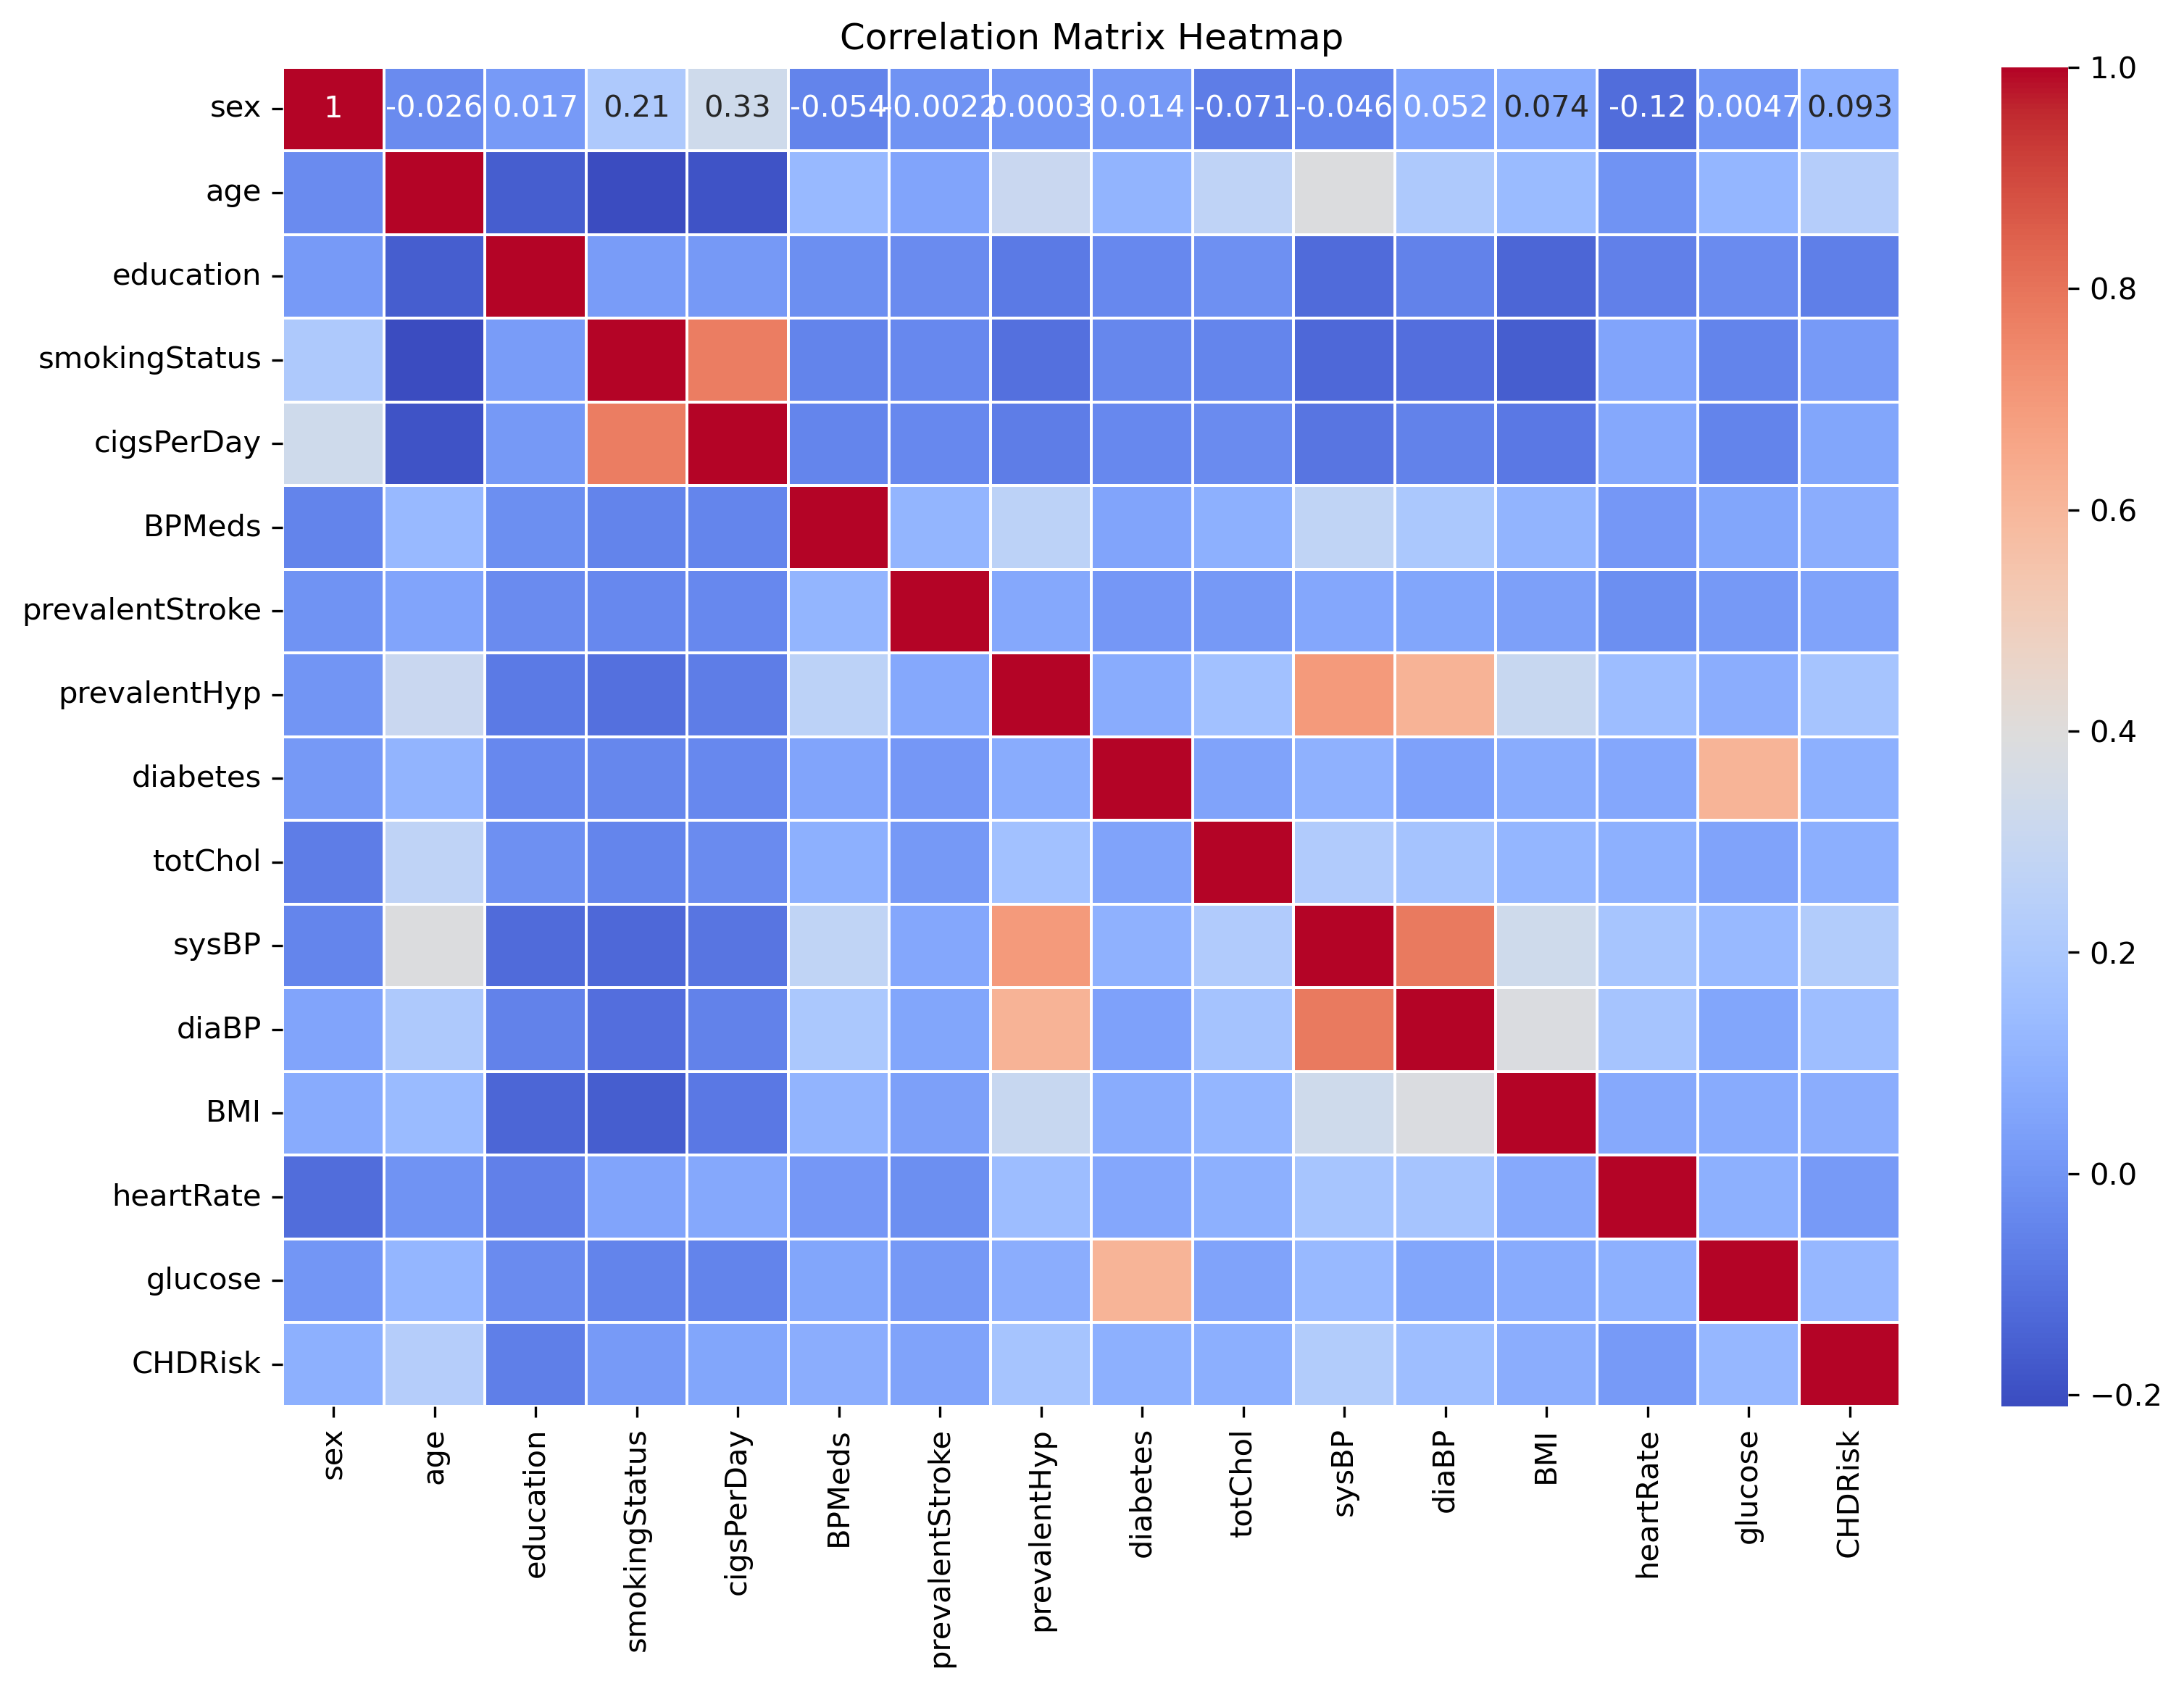 Correlation Matrix Heatmap
sex 1 -0.026 0.017 0.21 0.33 -0.054 -0.0022 0.0003 0.014 -0.071 -0.046 0.052 0.074 -0.12 0.0047 0.093
age
education
smokingStatus
cigsPerDay
BPMeds
prevalentStroke
prevalentHyp
diabetes
totChol
sysBP
diaBP
BMI
heartRate
glucose
CHDRisk
sex age education smokingStatus cigsPerDay BPMeds prevalentStroke prevalentHyp diabetes totChol sysBP diaBP BMI heartRate glucose CHDRisk
1.0
0.8
0.6
0.4
0.2
0.0
−0.2